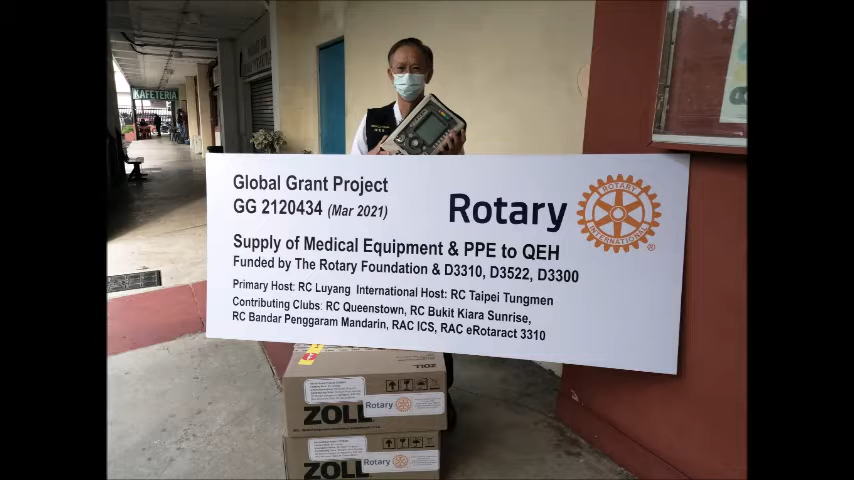 KAFETERIA
Global Grant Project
GG 2120434 (Mar 2021)
Rotary
ROTARY
INTERNATIONAL
®
Supply of Medical Equipment & PPE to QEH
Funded by The Rotary Foundation & D3310, D3522, D3300
Primary Host: RC Luyang International Host: RC Taipei Tungmen
Contributing Clubs: RC Queenstown, RC Bukit Kiara Sunrise,
RC Bandar Penggaram Mandarin, RAC ICS, RAC eRotaract 3310
ZOLL
ZOLL
Rotary
ZOLL
Rotary